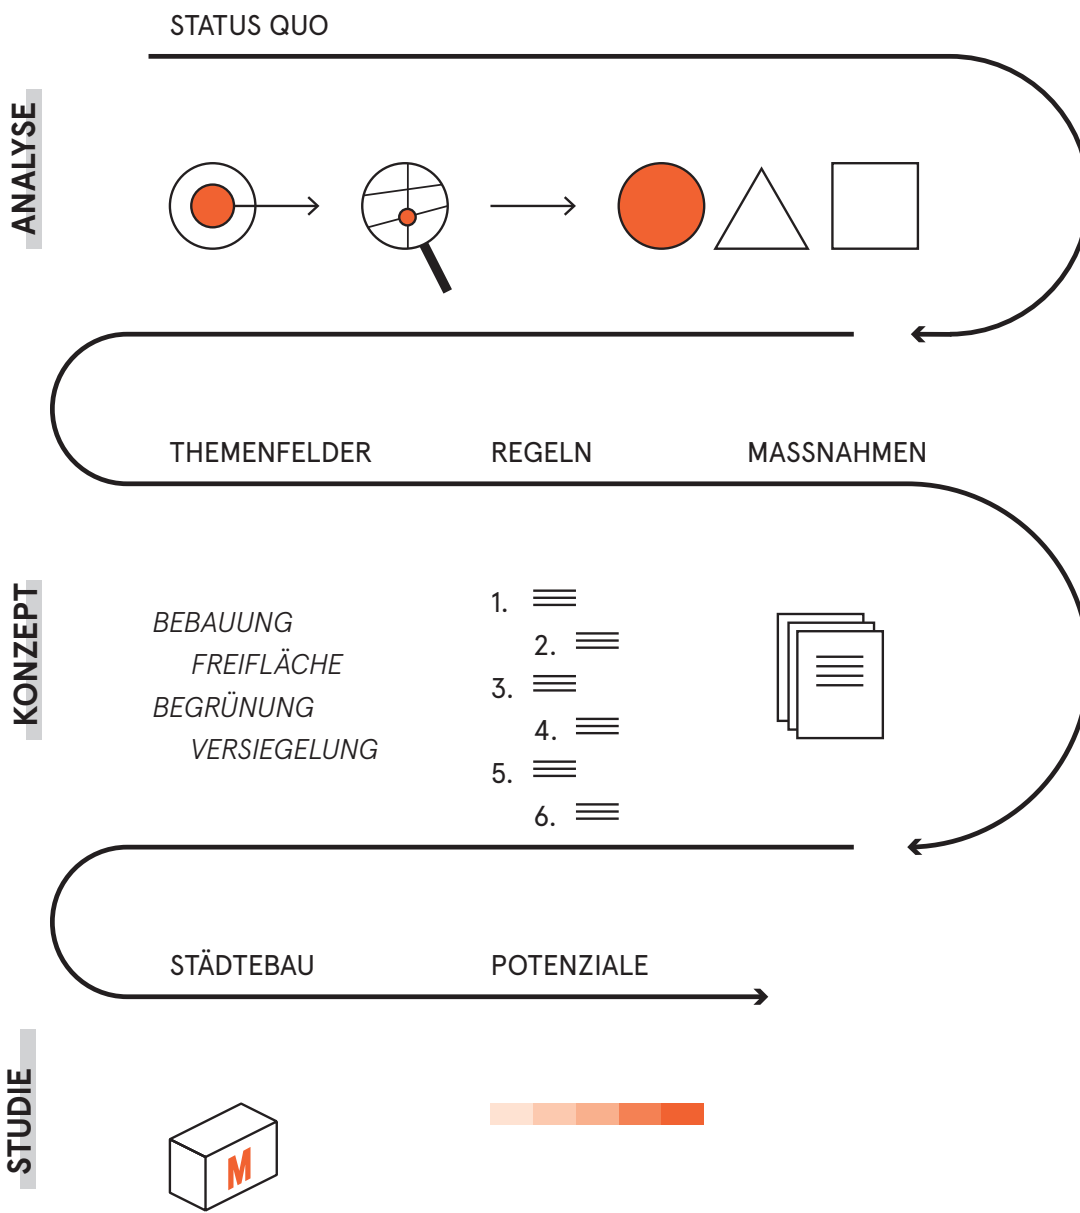 STATUS QUO
ANALYSE
THEMENFELDER
REGELN
MASSNAHMEN
KONZEPT
BEBAUUNG
FREIFLÄCHE
BEGRÜNUNG
VERSIEGELUNG
1.
2.
3.
4.
5.
6.
STÄDTEBAU
POTENZIALE
STUDIE
M